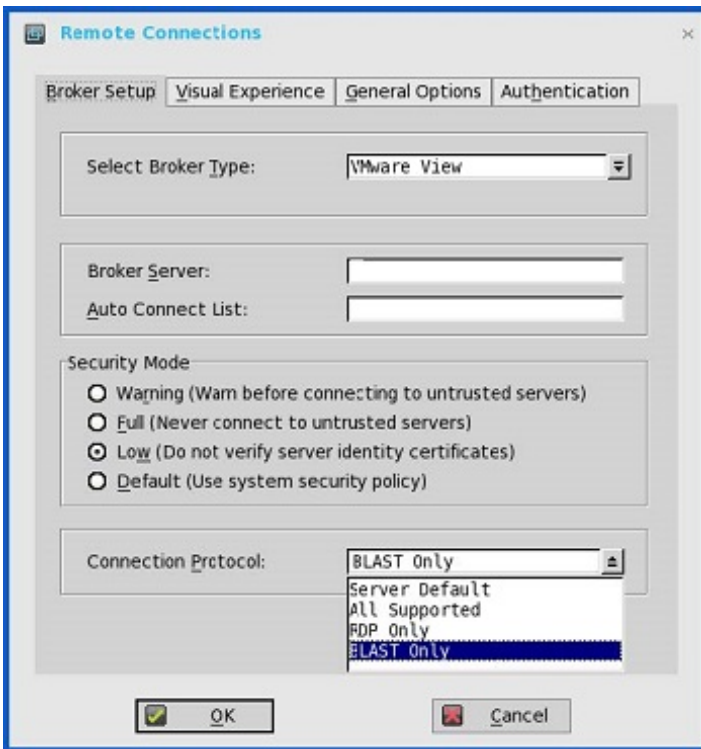 Remote Connections
Broker Setup Visual Experience General Options Authentication
Select Broker Type: VMware View
Broker Server:
Auto Connect List:
Security Mode
Warning (Warn before connecting to untrusted servers)
Full (Never connect to untrusted servers)
Low (Do not verify server identity certificates)
Default (Use system security policy)
Connection Protocol: BLAST Only
Server Default
All Supported
RDP Only
BLAST Only
OK Cancel